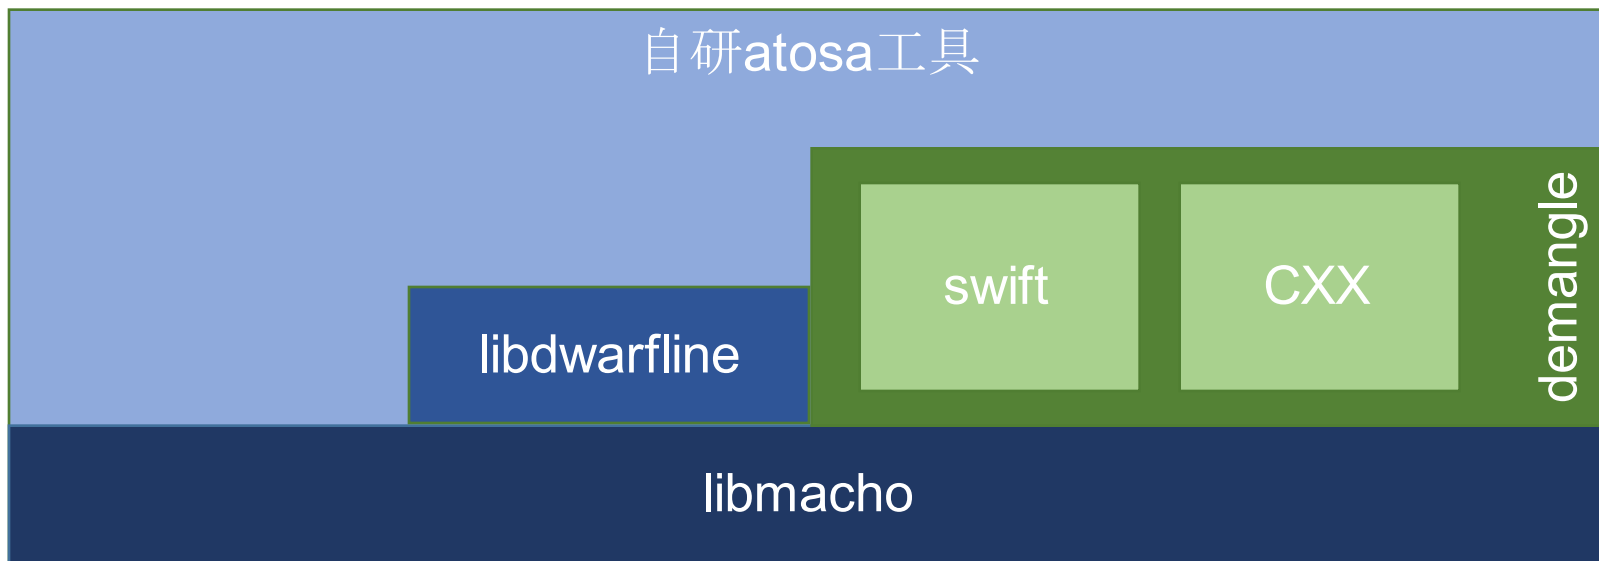 自研atosa工具
swift
CXX
demangle
libdwarfline
libmacho